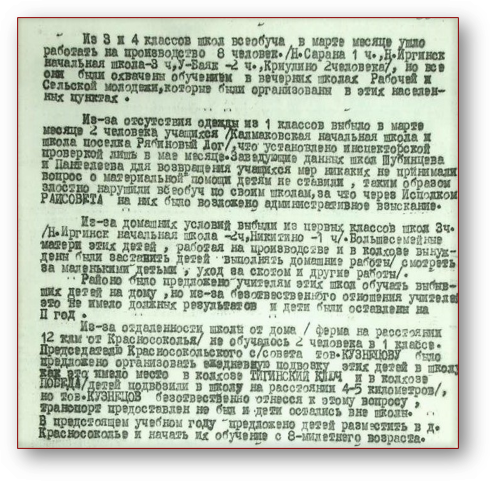 Из 3 и 4 классов школ всеобуча в марте месяце ушло
работать на производство 8 человек./Н.Сарана 1 ч., Н.Иргинск
начальная школа-3 ч,У-Баяк -2 ч.,Криулино 2человека/, но все
они были охвачены обучением в вечерних школах Рабочей и
Сельской молодежи,которые были организованы в этих населен-
ных пунктах .
Из-за отсутствия одежды из 1 классов выбыло в марте
месяце 2 человека учащихся /Калмаковская начальная школа и
школа поселка Рябиновый Лог/,что установлено инспекторской
проверкой лишь в мае месяце.Заведующие данных школ Шубинцева
и Пантелеева для возвращения учащихся мер никаких не принимали
вопрос о материальной помощи детям не ставили , таким образом
злостно нарушили всеобуч по своим школам,за что через Исполком
РАЙСОВЕТА на них было возложено административное взыскание.
Из-за домашних условий выбыли из первых классов 3ч.
/Н.Иргинск начальная школа -2ч,Никитино -1 ч/.Большесемейные
матери этих детей , работая на производстве и в колхозе вынуж-
дены были заставить детей выполнять домашние работы/ смотреть
за маленькими детьми , уход за скотом и другие работы/.
Районо было предложено учителям этих школ обучать выбыв-
ших детей на дому ,но из-за безответственного отношения учителей
это не имело должных результатов и дети были оставлены на
II год .
Из-за отдаленности школы от дома / ферма на расстоянии
12 клм от Красносоколья/ не обучалось 2 человека в 1 классе.
Председателю Красносокольского с/совета тов.КУЗНЕЦОВУ было
предложено организовать ежедневную подвозку этих детей в школу
как это имело место в колхозе ТЮШИНСКИЙ КЛЮЧ и в колхозе
ПОБЕДА/детей подвозили в школу на расстоянии 4-5 километров/,
но тов.КУЗНЕЦОВ безотвественно отнесся к этому вопросу ,
транспорт предоставлен не был и дети остались вне школы.
В предстоящем учебном году предложено детей разместить в д.
Красносоколье и начать их обучение с 8-милетнего возраста.